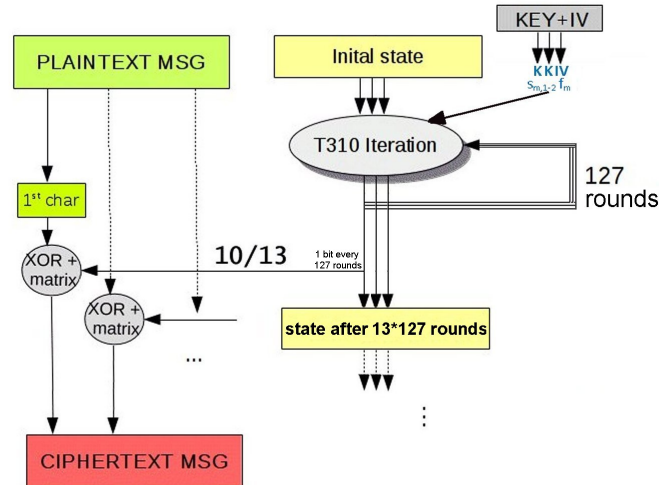 KEY+IV
PLAINTEXT MSG
Inital state
KKIV
sm,1-2 fm
T310 Iteration
127
rounds
1st char
XOR +
matrix
10/13
1 bit every
127 rounds
XOR +
matrix
state after 13*127 rounds
...
CIPHERTEXT MSG